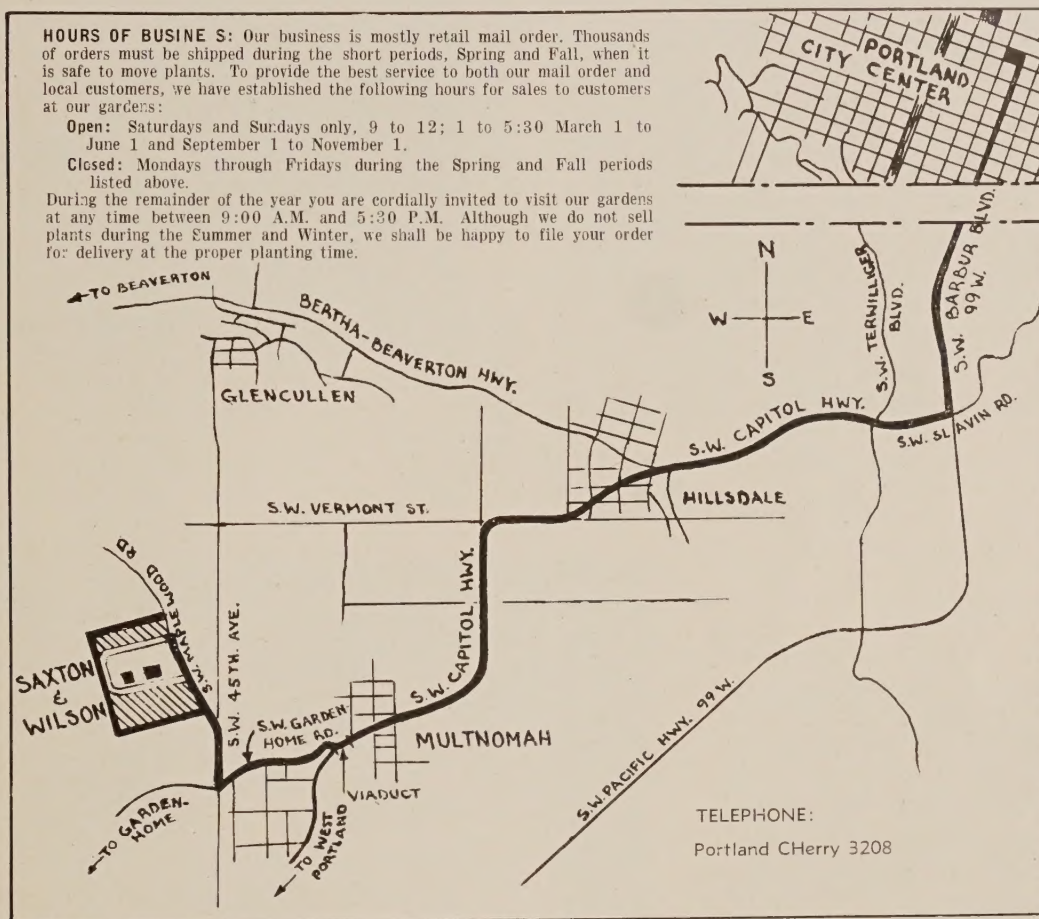 HOURS OF BUSINE S: Our business is mostly retail mail order. Thousands
of orders must be shipped during the short periods, Spring and Fall, when it
is safe to move plants. To provide the best service to both our mail order and
local customers, we have established the following hours for sales to customers
at our gardens:
Open: Saturdays and Sundays only, 9 to 12; 1 to 5:30 March 1 to
June 1 and September 1 to November 1.
Closed: Mondays through Fridays during the Spring and Fall periods
listed above.
During the remainder of the year you are cordially invited to visit our gardens
at any time between 9:00 A.M. and 5:30 P.M. Although we do not sell
plants during the Summer and Winter, we shall be happy to file your order
for delivery at the proper planting time.
PORTLAND
CITY CENTER
TO BEAVERTON
BERTHA-BEAVERTON HWY.
GLENCULLEN
N
W E
S
S.W. TERWILLIGER
BLVD.
S.W. BARBUR BLVD.
99 W.
S.W. CAPITOL HWY.
S.W. SLAVIN RD.
HILLSDALE
S.W. VERMONT ST.
S.W. CAPITOL HWY.
S.W. MAPLEWOOD RD
S.W. 45TH. AVE.
SAXTON
&
WILSON
S.W. GARDEN-
HOME RD.
MULTNOMAH
VIADUCT
TO GARDEN-
HOME
TO WEST
PORTLAND
S.W. PACIFIC HWY. 99 W.
TELEPHONE:
Portland CHerry 3208